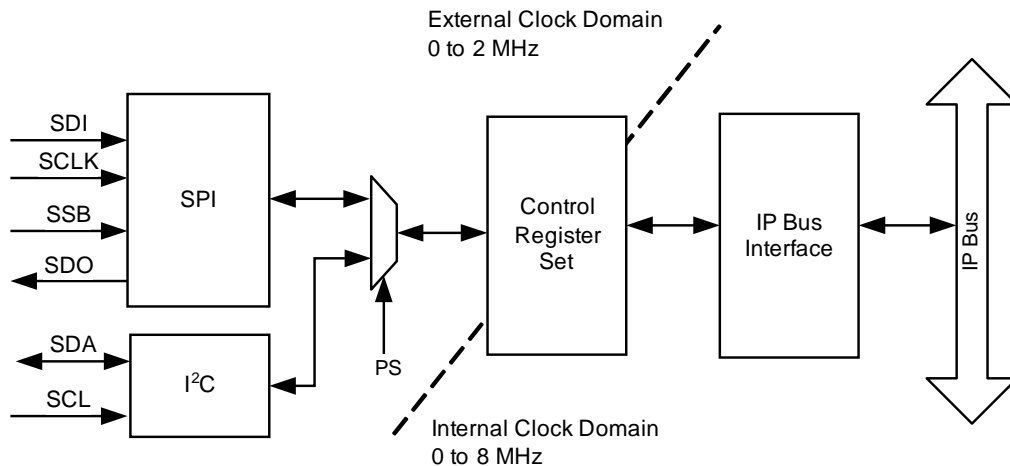 External Clock Domain
0 to 2 MHz
SDI
SCLK
SSB
SDO
SPI
SDA
SCL
I²C
PS
Control
Register
Set
IP Bus
Interface
IP Bus
Internal Clock Domain
0 to 8 MHz